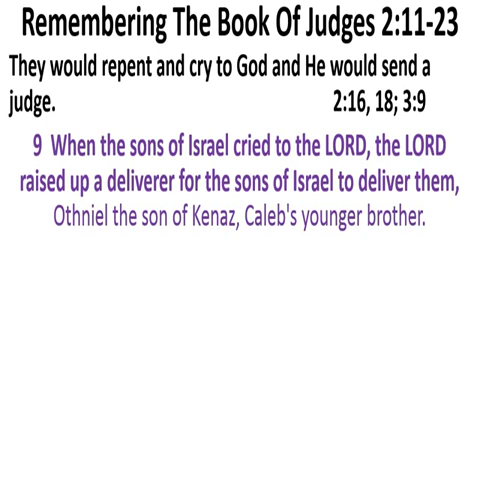 Remembering The Book Of Judges 2:11-23
They would repent and cry to God and He would send a
judge. 2:16, 18; 3:9
9 When the sons of Israel cried to the LORD, the LORD
raised up a deliverer for the sons of Israel to deliver them,
Othniel the son of Kenaz, Caleb's younger brother.